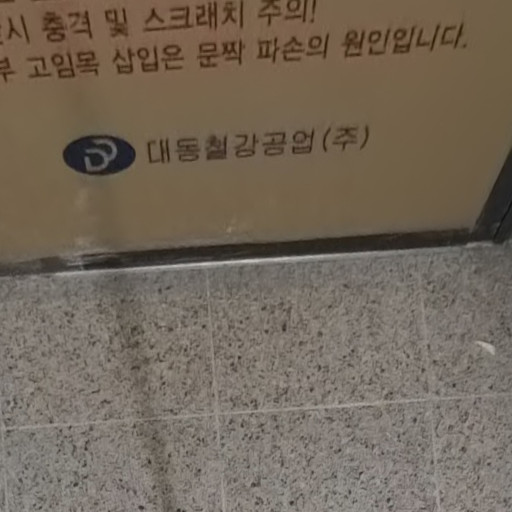 시 충격 및 스크래치 주의!
부 고임목 삽입은 문짝 파손의 원인입니다.
대동철강공업(주)